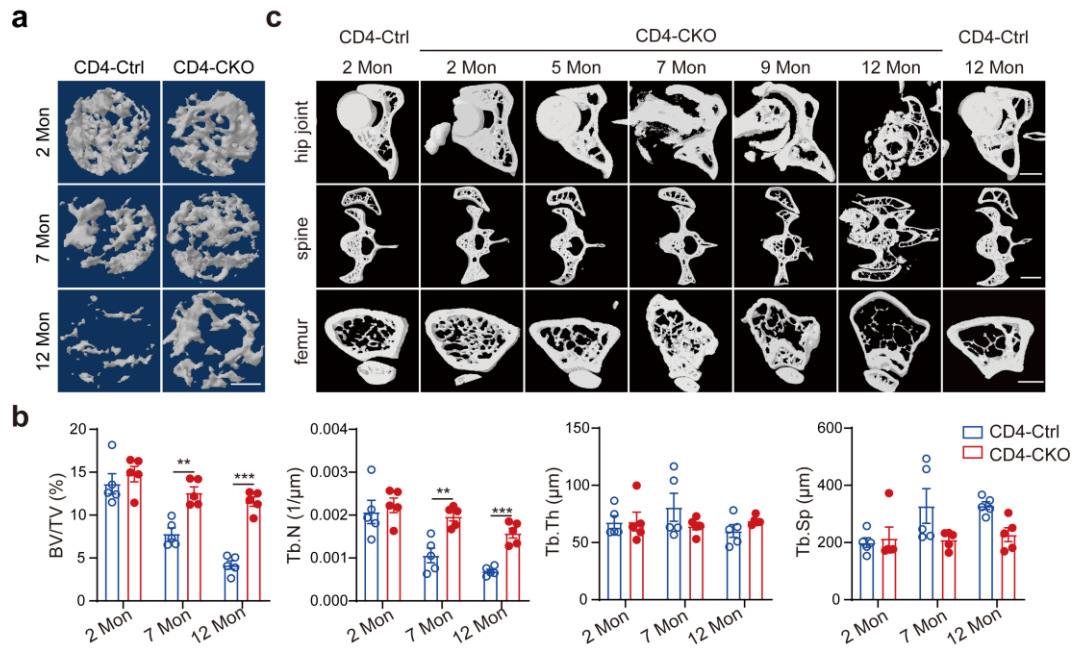 a
CD4-Ctrl CD4-CKO
2 Mon
7 Mon
12 Mon
c
CD4-Ctrl CD4-CKO CD4-Ctrl
2 Mon 2 Mon 5 Mon 7 Mon 9 Mon 12 Mon 12 Mon
hip joint
spine
femur
b
BV/TV (%)
20
15
10
5
0
** ***
2 Mon 7 Mon 12 Mon
Tb.N (1/μm)
0.004
0.003
0.002
0.001
0.000
** ***
2 Mon 7 Mon 12 Mon
Tb.Th (μm)
150
100
50
0
2 Mon 7 Mon 12 Mon
Tb.Sp (μm)
600
400
200
0
2 Mon 7 Mon 12 Mon
CD4-Ctrl
CD4-CKO